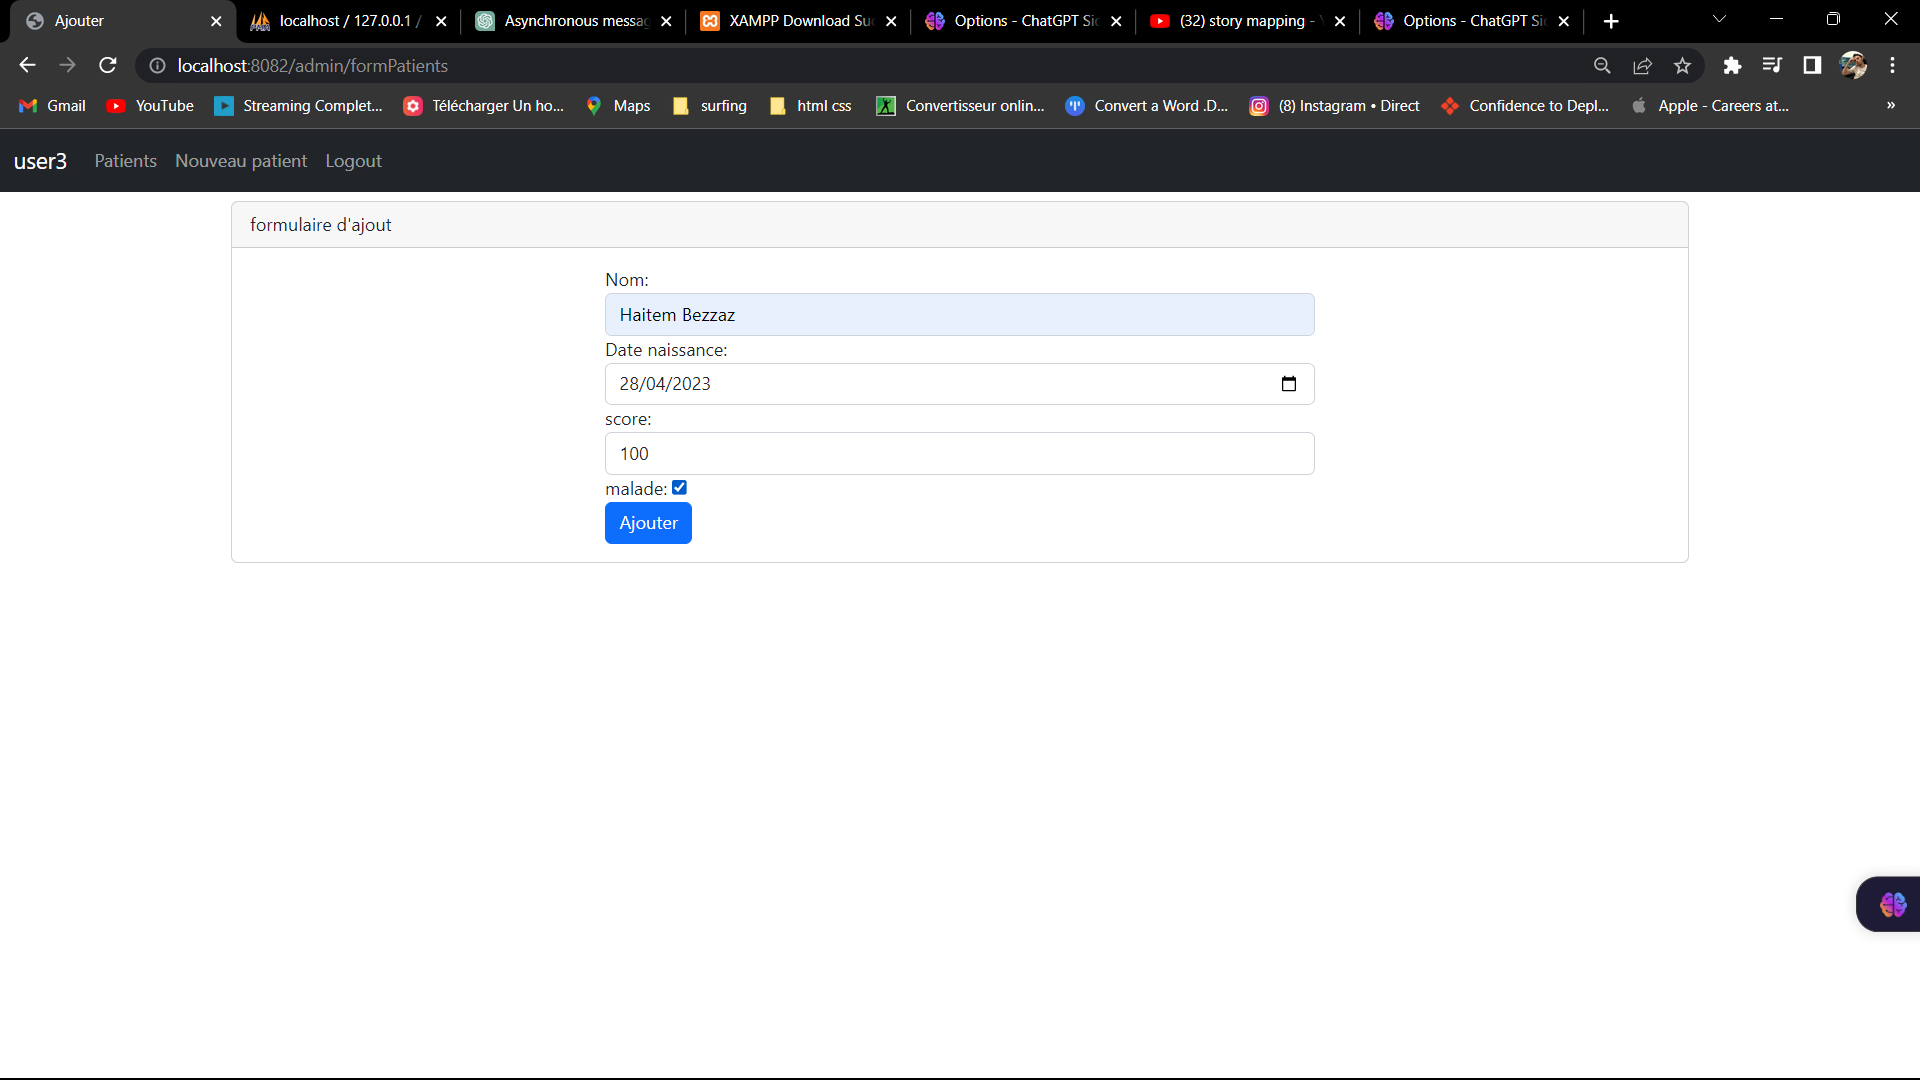 Ajouter
localhost / 127.0.0.1 /
Asynchronous messag
XAMPP Download Suc
Options - ChatGPT Sid
(32) story mapping -
Options - ChatGPT Sid
localhost:8082/admin/formPatients
Gmail
YouTube
Streaming Complet...
Télécharger Un ho...
Maps
surfing
html css
Convertisseur onlin...
Convert a Word .D...
(8) Instagram • Direct
Confidence to Depl...
Apple - Careers at...
»
user3 Patients Nouveau patient Logout
formulaire d'ajout
Nom:
Haitem Bezzaz
Date naissance:
28/04/2023
score:
100
malade:
Ajouter